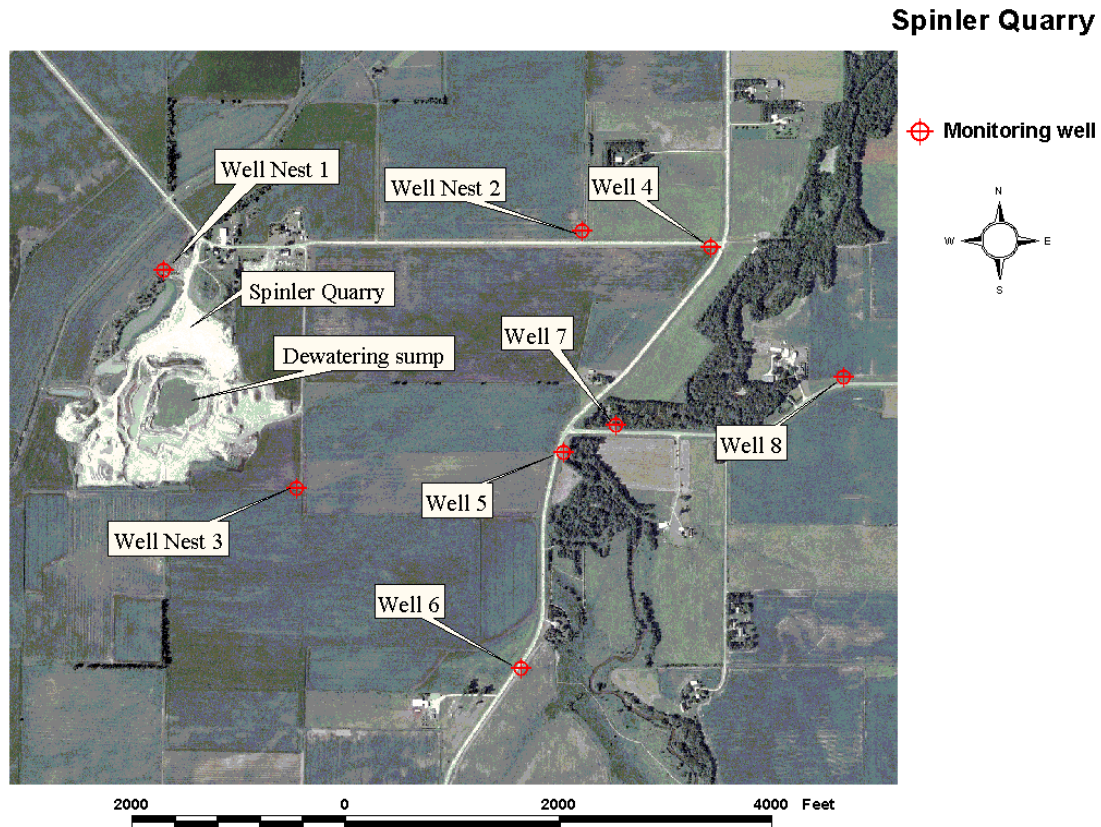 Spinler Quarry
Monitoring well
N
W E
S
Well Nest 1
Well Nest 2
Well 4
Spinler Quarry
Dewatering sump
Well 7
Well 8
Well 5
Well Nest 3
Well 6
2000 0 2000 4000 Feet